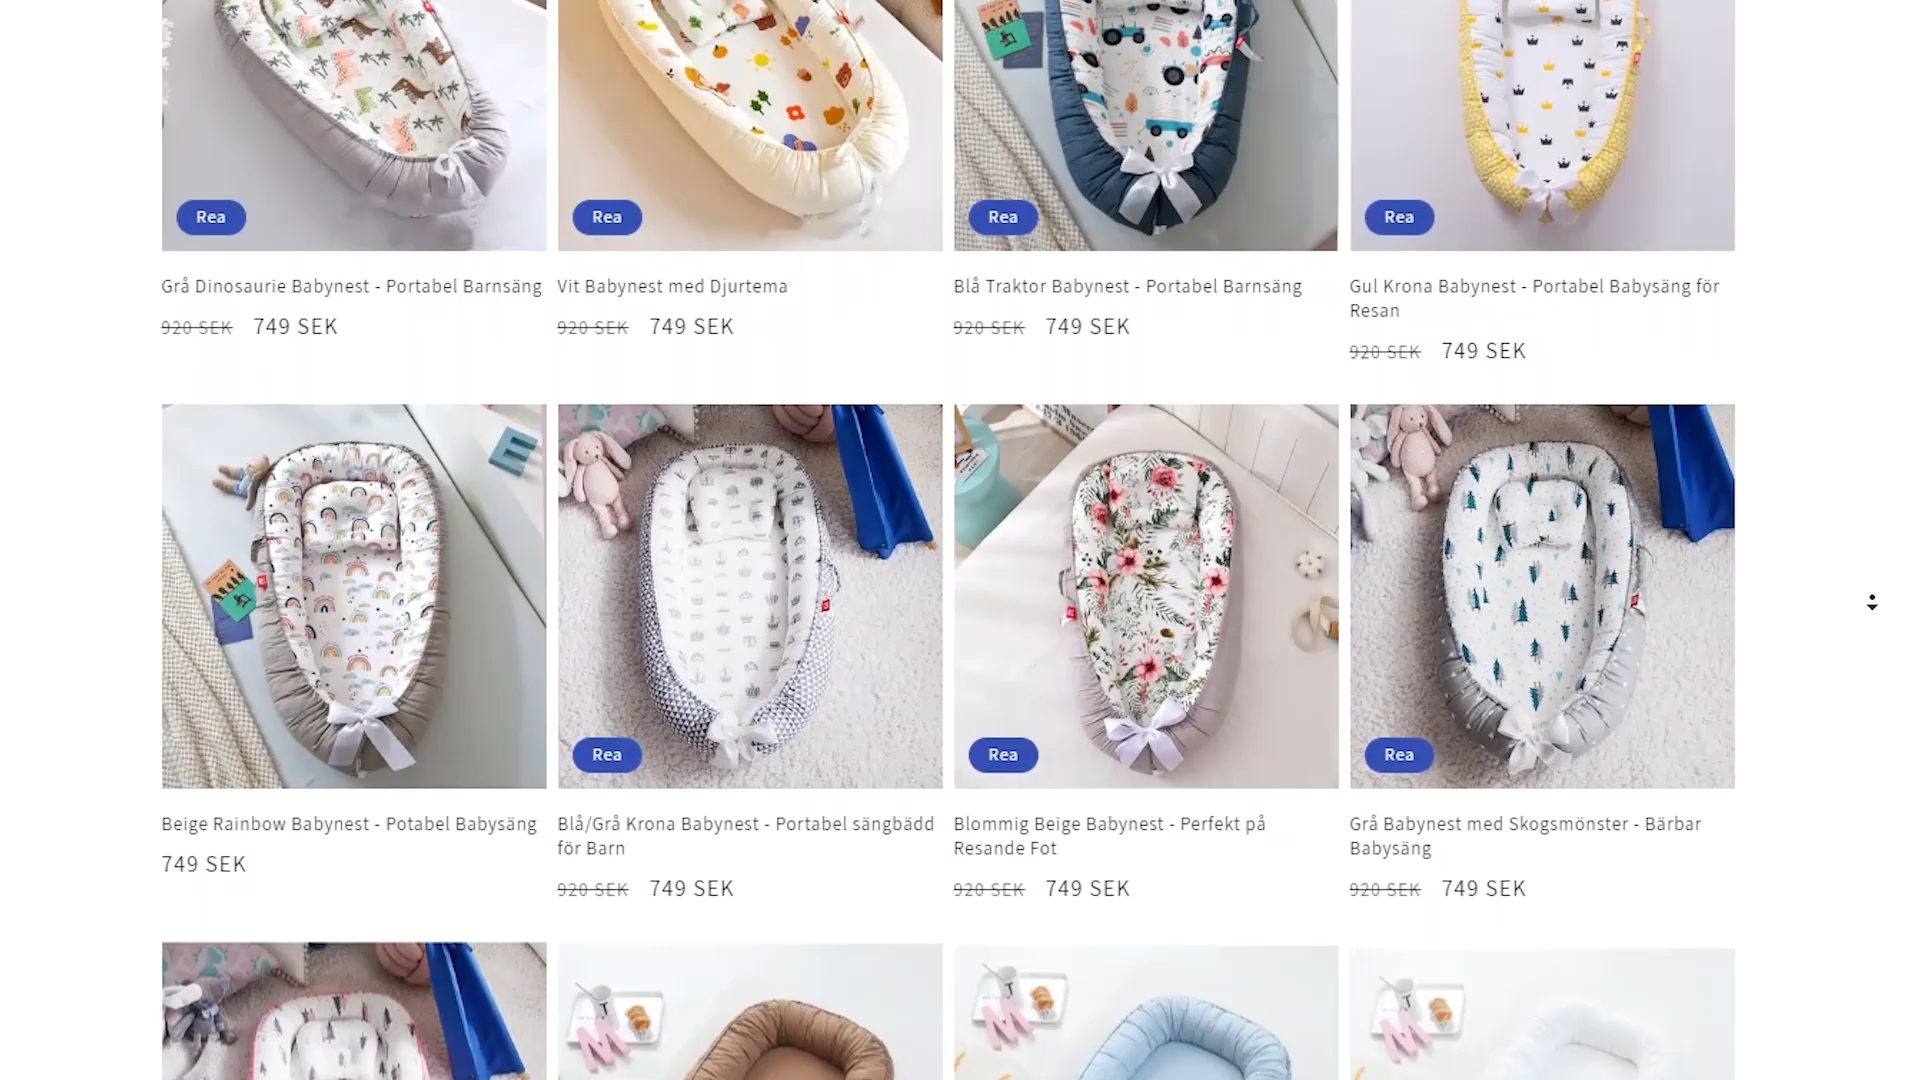 Rea
Rea
Rea
Rea
Grå Dinosaurie Babynest - Portabel Barnsäng
920 SEK 749 SEK
Vit Babynest med Djurtema
920 SEK 749 SEK
Blå Traktor Babynest - Portabel Barnsäng
920 SEK 749 SEK
Gul Krona Babynest - Portabel Babysäng för
Resan
920 SEK 749 SEK
Rea
Rea
Rea
Beige Rainbow Babynest - Potabel Babysäng
749 SEK
Blå/Grå Krona Babynest - Portabel sängbädd
för Barn
920 SEK 749 SEK
Blommig Beige Babynest - Perfekt på
Resande Fot
920 SEK 749 SEK
Grå Babynest med Skogsmönster - Bärbar
Babysäng
920 SEK 749 SEK
T
M
T
M
T
M